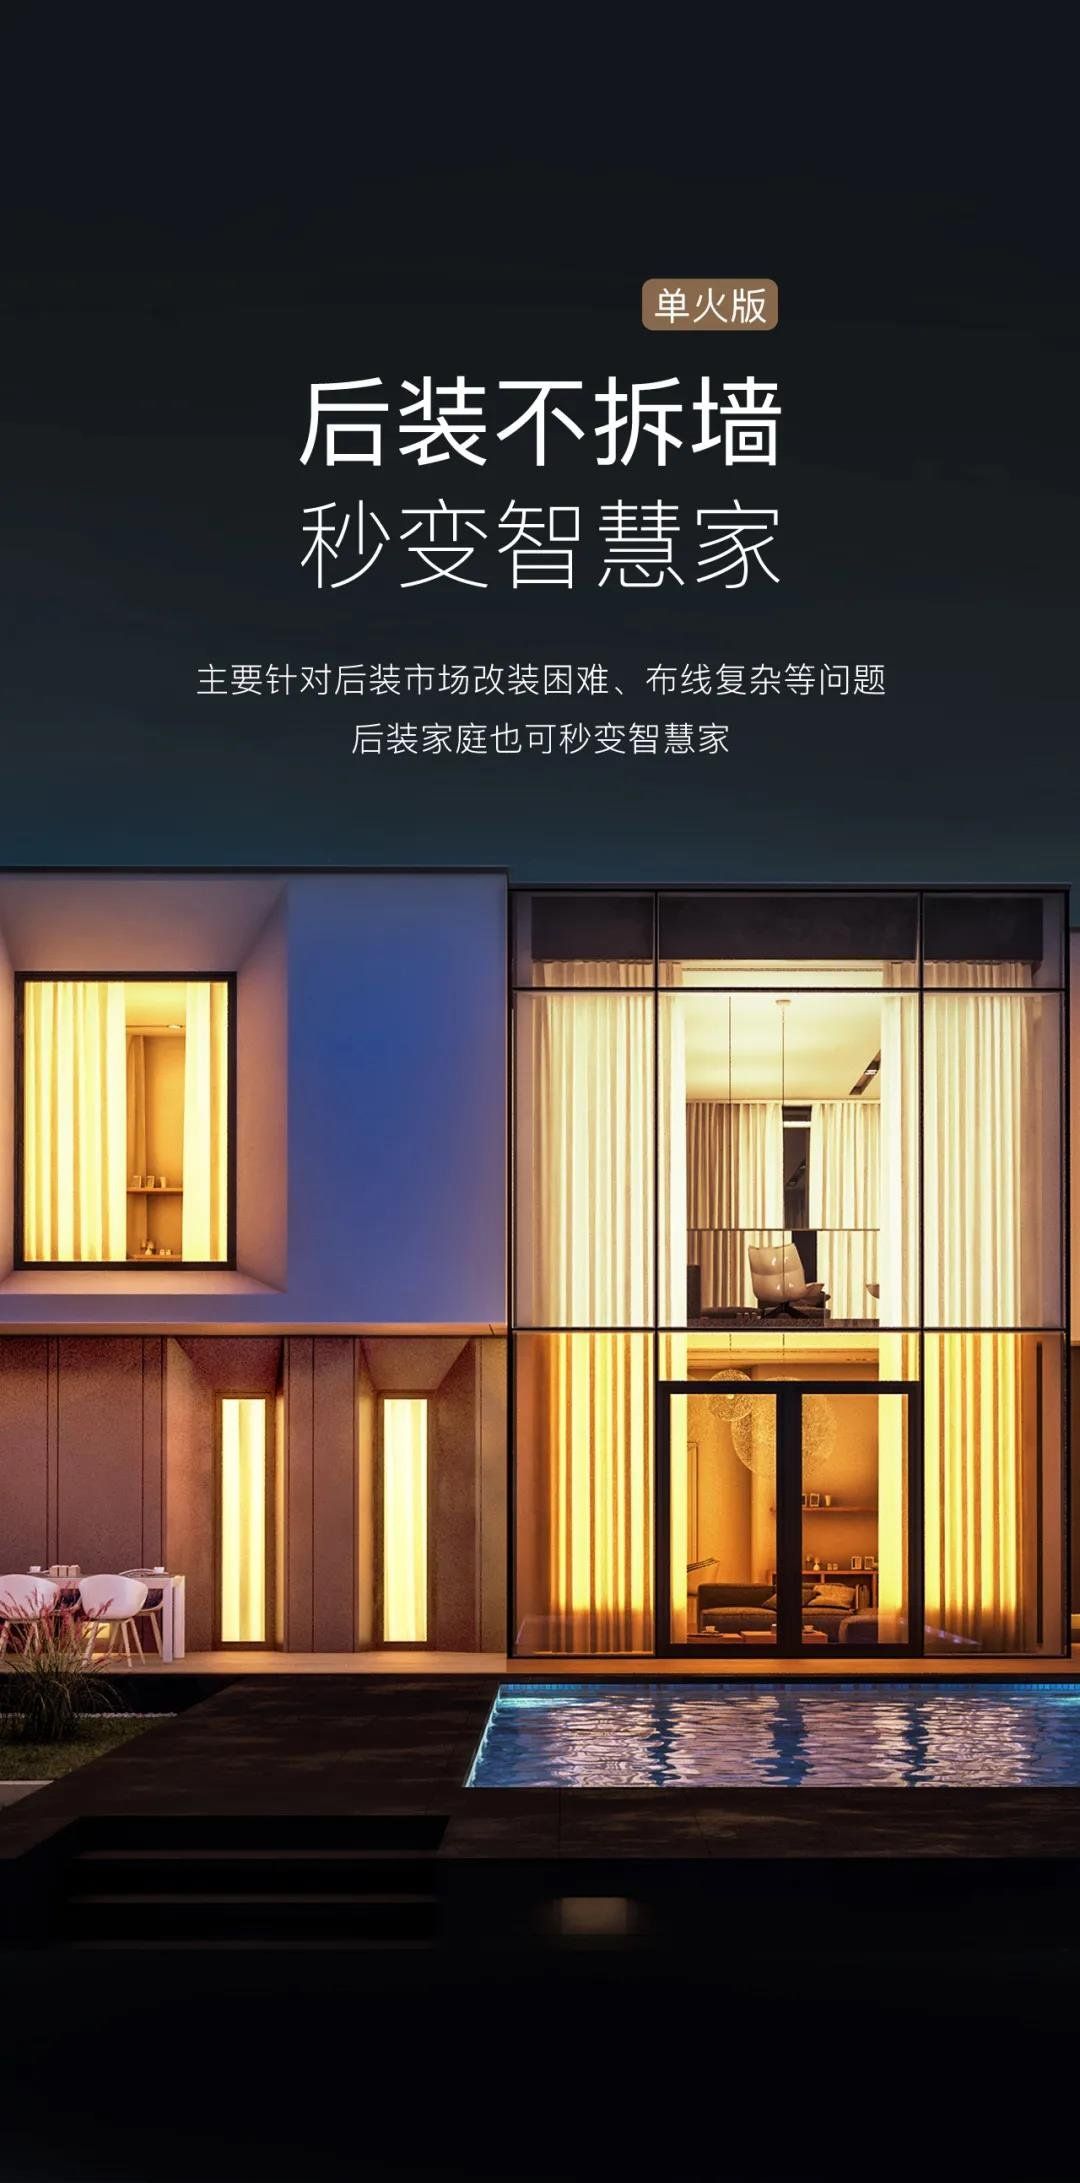 单火版
后装不拆墙
秒变智慧家
主要针对后装市场改装困难、布线复杂等问题
后装家庭也可秒变智慧家